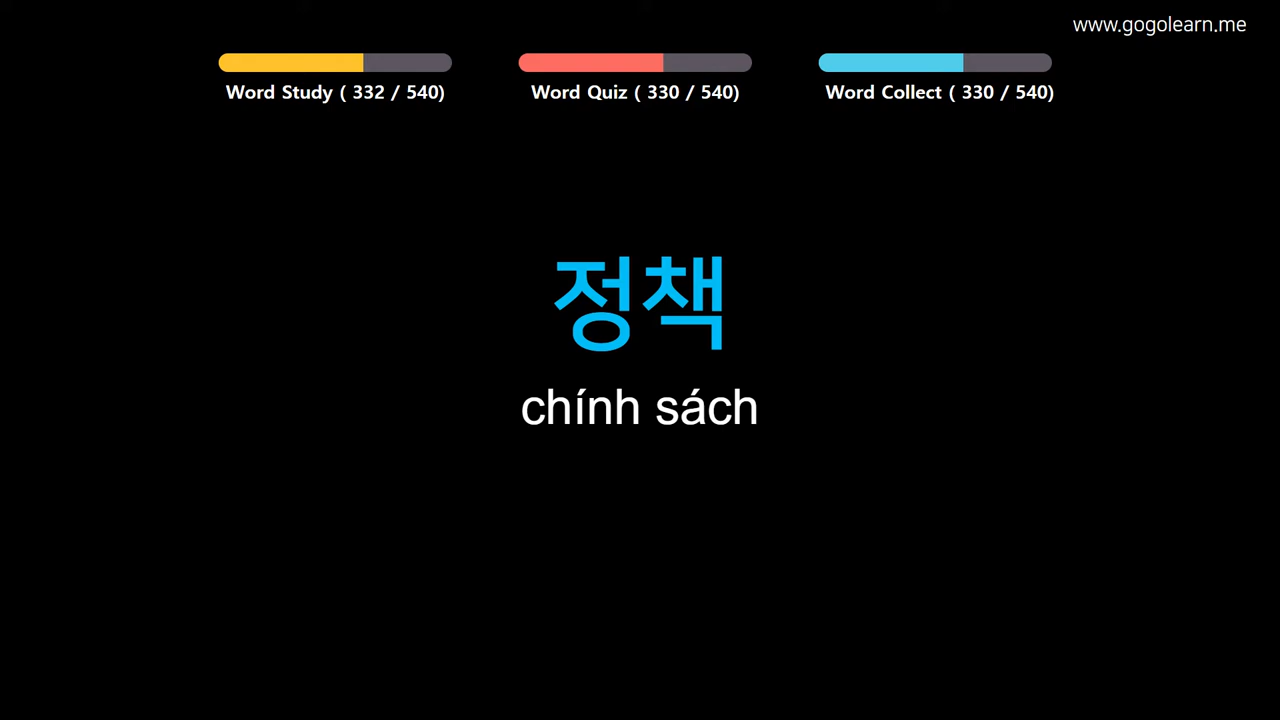 www.gogolearn.me
Word Study ( 332 / 540)
Word Quiz ( 330 / 540)
Word Collect ( 330 / 540)
정책
chính sách